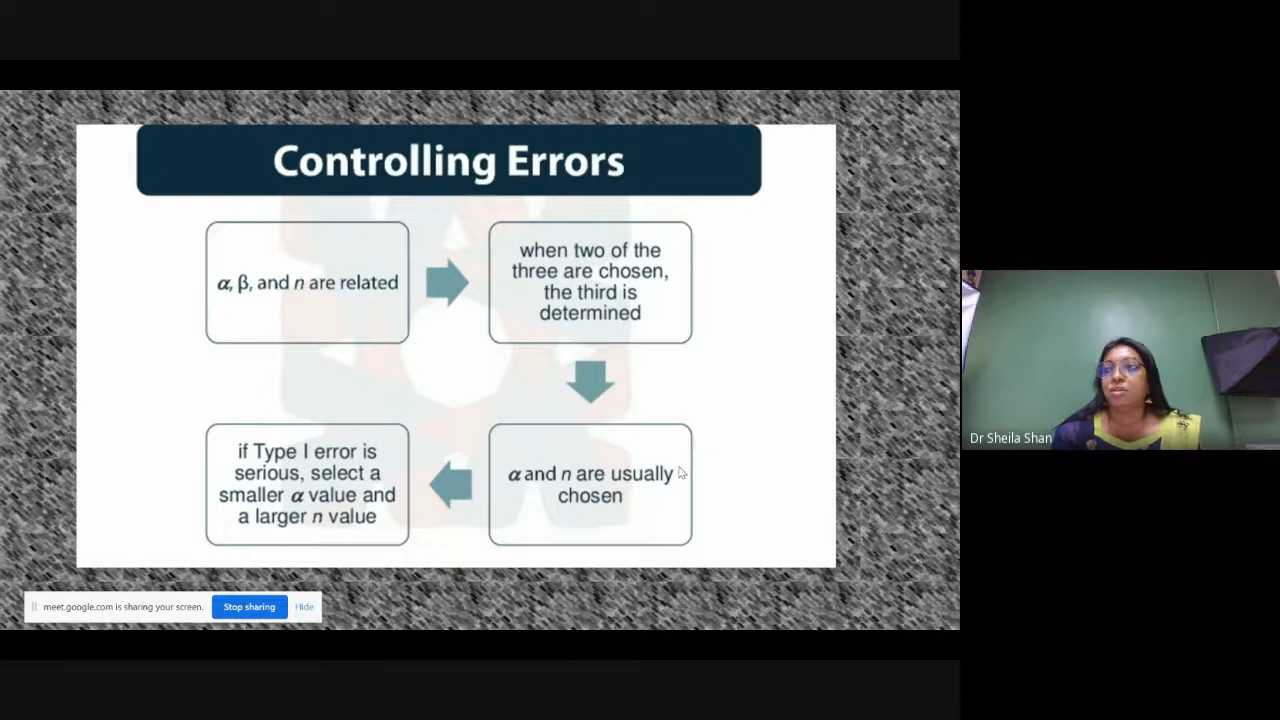 Controlling Errors
α, β, and n are related
when two of the
three are chosen,
the third is
determined
α and n are usually
chosen
if Type I error is
serious, select a
smaller α value and
a larger n value
meet.google.com is sharing your screen.
Stop sharing
Hide
Dr Sheila Shan